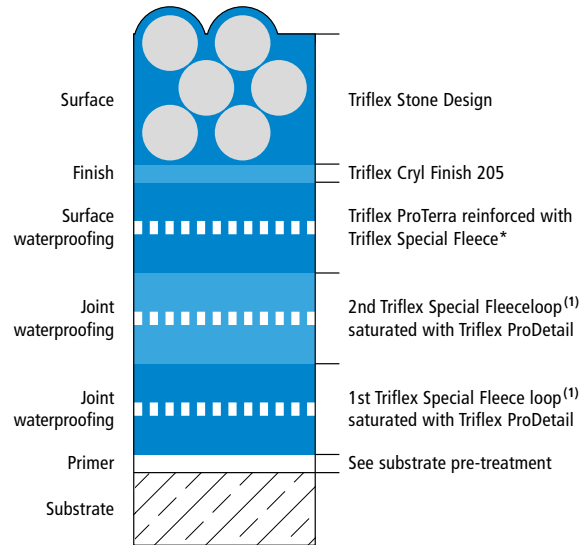 Surface
Triflex Stone Design
Finish
Triflex Cryl Finish 205
Surface
waterproofing
Triflex ProTerra reinforced with
Triflex Special Fleece*
Joint
waterproofing
2nd Triflex Special Fleeceloop(1)
saturated with Triflex ProDetail
Joint
waterproofing
1st Triflex Special Fleece loop(1)
saturated with Triflex ProDetail
Primer
See substrate pre-treatment
Substrate